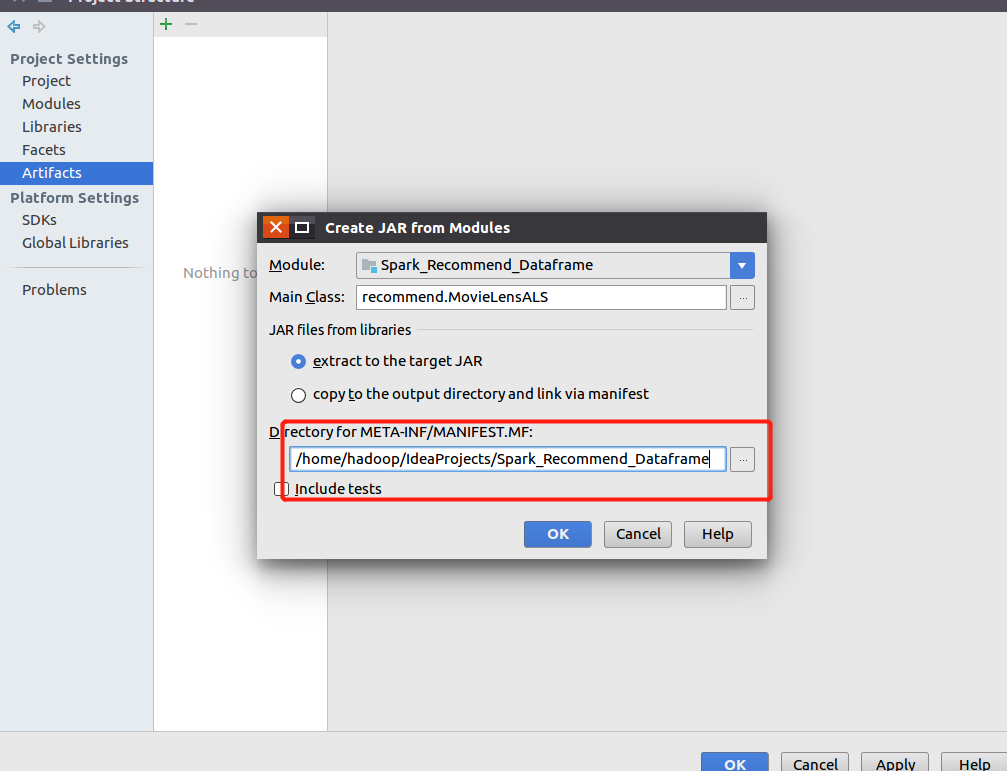 Project Structure
Project Settings
Project
Modules
Libraries
Facets
Artifacts
Platform Settings
SDKs
Global Libraries
Problems
Nothing to
Create JAR from Modules
Module: Spark_Recommend_Dataframe
Main Class: recommend.MovieLensALS ...
JAR files from libraries
extract to the target JAR
copy to the output directory and link via manifest
Directory for META-INF/MANIFEST.MF:
/home/hadoop/IdeaProjects/Spark_Recommend_Dataframe ...
Include tests
OK Cancel Help
OK Cancel Apply Help